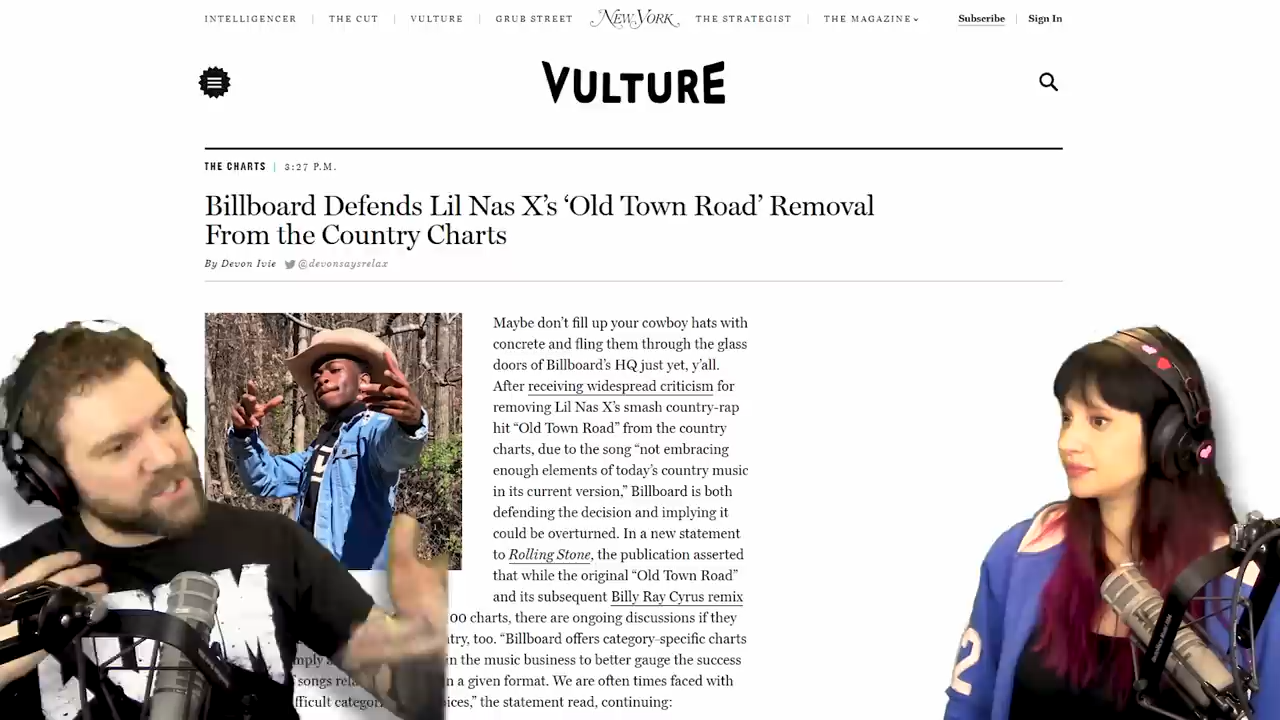 INTELLIGENCER
THE CUT
VULTURE
GRUB STREET
NEW YORK
THE STRATEGIST
THE MAGAZINE
Subscribe
Sign In
VULTURE
THE CHARTS | 3:27 P.M.
Billboard Defends Lil Nas X’s ‘Old Town Road’ Removal
From the Country Charts
By Devon Ivie @devonsaysrelax
Maybe don’t fill up your cowboy hats with
concrete and fling them through the glass
doors of Billboard’s HQ just yet, y’all.
After receiving widespread criticism for
removing Lil Nas X’s smash country-rap
hit “Old Town Road” from the country
charts, due to the song “not embracing
enough elements of today’s country music
in its current version,” Billboard is both
defending the decision and implying it
could be overturned. In a new statement
to Rolling Stone, the publication asserted
that while the original “Old Town Road”
and its subsequent Billy Ray Cyrus remix
00 charts, there are ongoing discussions if they
try, too. “Billboard offers category-specific charts
in the music business to better gauge the success
songs n a given format. We are often times faced with
fficult ices,” the statement read, continuing:
2